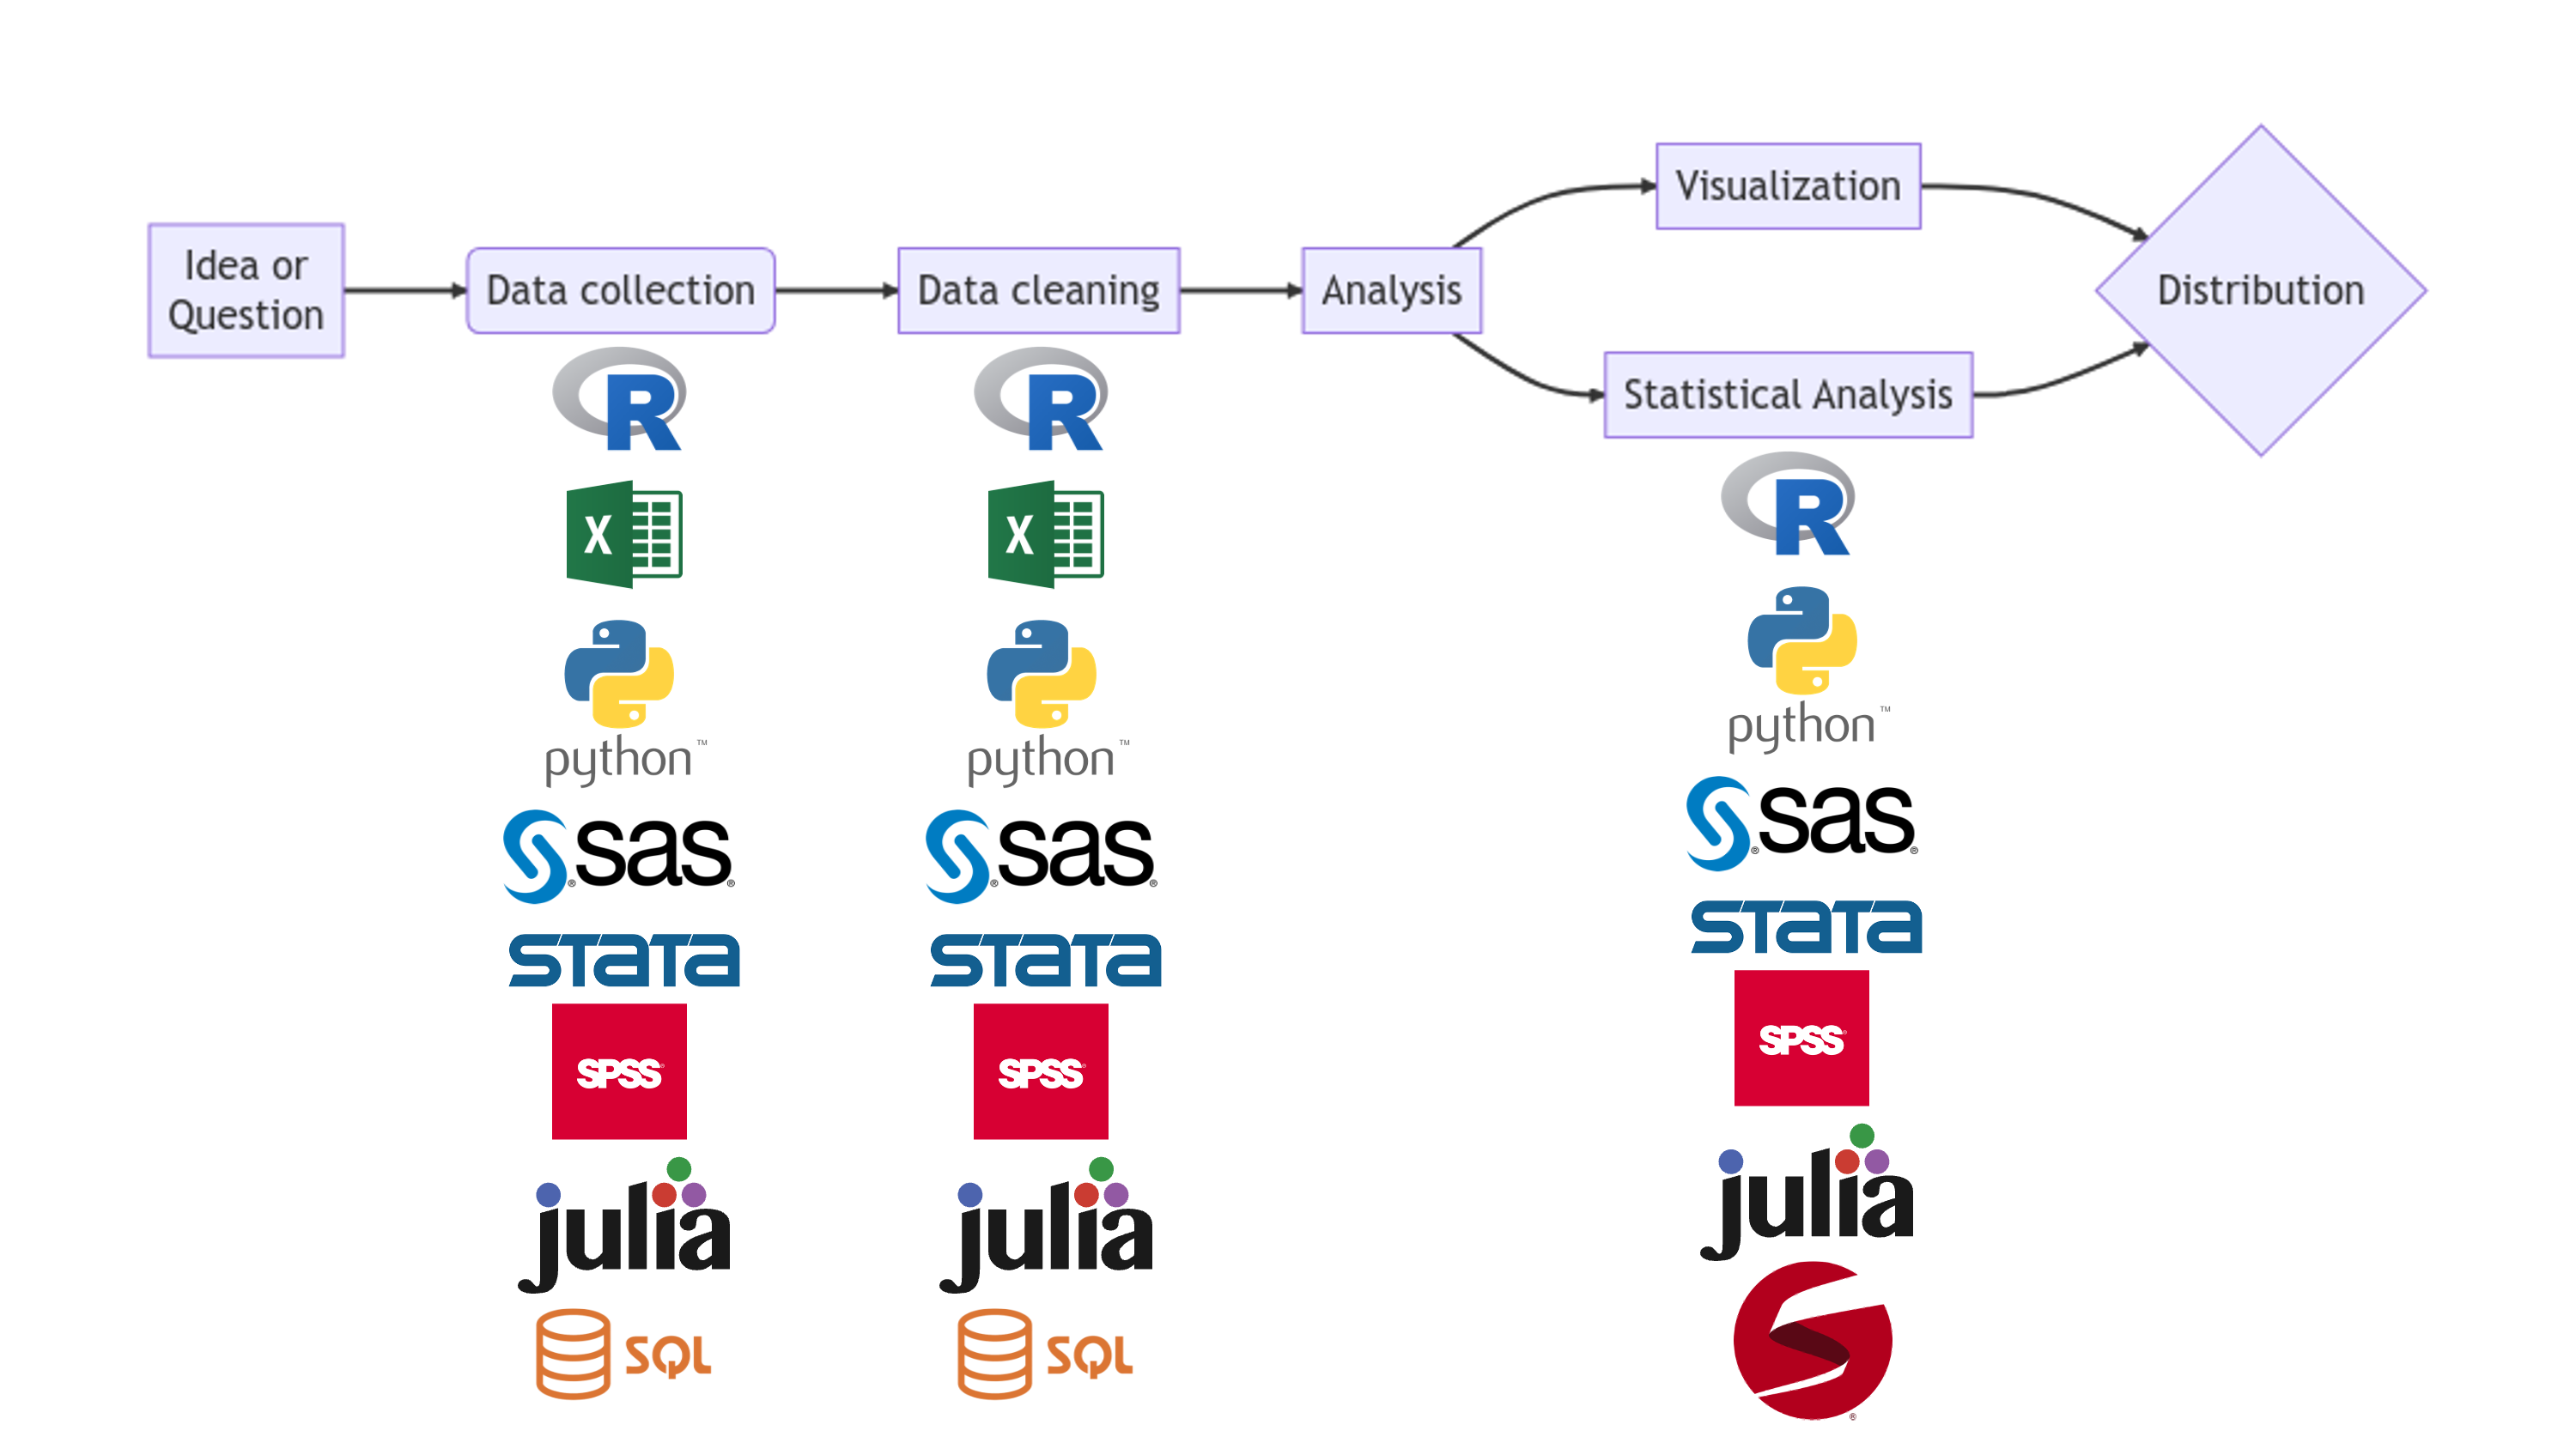 Idea or
Question
Data collection
Data cleaning
Analysis
Visualization
Statistical Analysis
Distribution
R
X
python™
sas®
STATA
SPSS
julia
SQL
R
X
python™
sas®
STATA
SPSS
julia
SQL
R
python™
sas®
STATA
SPSS
julia
S®